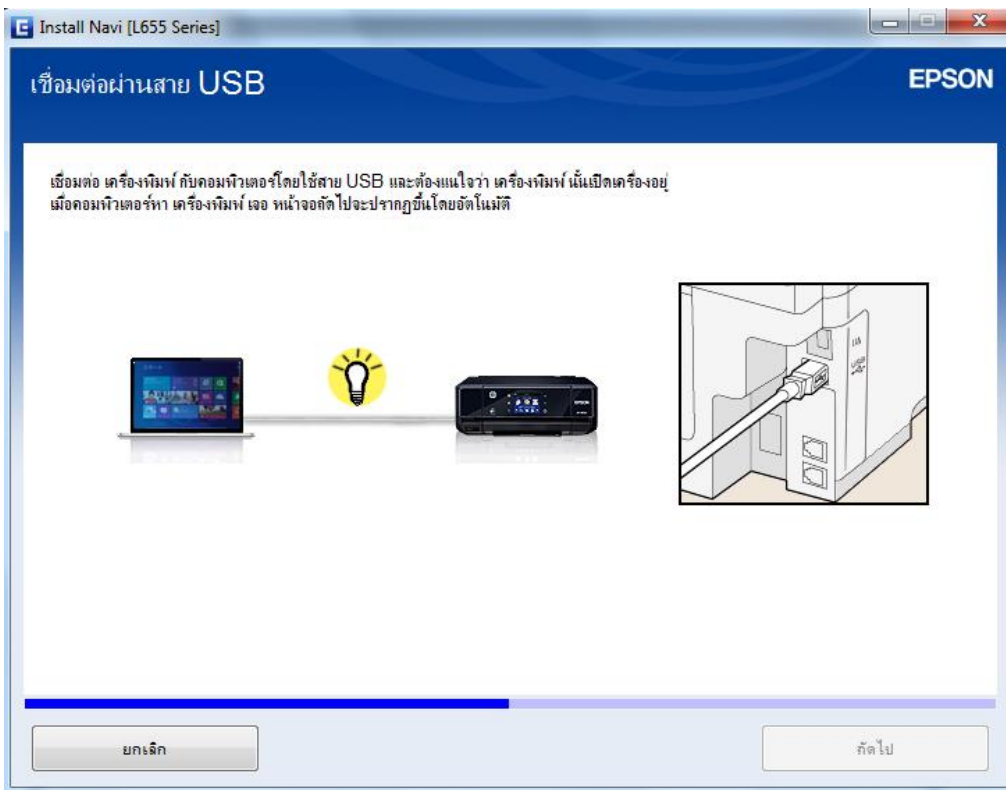 Install Navi [L655 Series]
เชื่อมต่อผ่านสาย USB
EPSON
เชื่อมต่อ เครื่องพิมพ์ กับคอมพิวเตอร์โดยใช้สาย USB และต้องแน่ใจว่า เครื่องพิมพ์ นั้นเปิดเครื่องอยู่
เมื่อคอมพิวเตอร์หา เครื่องพิมพ์ เจอ หน้าจอถัดไปจะปรากฏขึ้นโดยอัตโนมัติ
USB
EPSON
ยกเลิก
ถัดไป